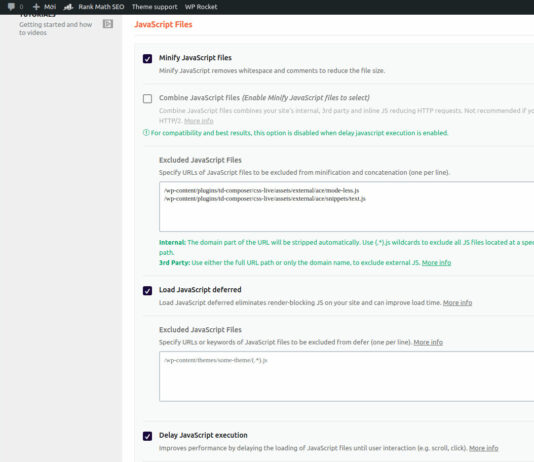 0 Mới Rank Math SEO Theme support WP Rocket
TUTORIALS
Getting started and how
to videos
JavaScript Files
Minify JavaScript files
Minify JavaScript removes whitespace and comments to reduce the file size.
Combine JavaScript files (Enable Minify JavaScript files to select)
Combine JavaScript files combines your site's internal, 3rd party and inline JS reducing HTTP requests. Not recommended if yo
HTTP/2. More info
For compatibility and best results, this option is disabled when delay javascript execution is enabled.
Excluded JavaScript Files
Specify URLs of JavaScript files to be excluded from minification and concatenation (one per line).
/wp-content/plugins/td-composer/css-live/assets/external/ace/mode-less.js
/wp-content/plugins/td-composer/css-live/assets/external/ace/snippets/text.js
Internal: The domain part of the URL will be stripped automatically. Use (.*).js wildcards to exclude all JS files located at a spec
path.
3rd Party: Use either the full URL path or only the domain name, to exclude external JS. More info
Load JavaScript deferred
Load JavaScript deferred eliminates render-blocking JS on your site and can improve load time. More info
Excluded JavaScript Files
Specify URLs or keywords of JavaScript files to be excluded from defer (one per line). More info
/wp-content/themes/some-theme/(.*).js
Delay JavaScript execution
Improves performance by delaying the loading of JavaScript files until user interaction (e.g. scroll, click). More info